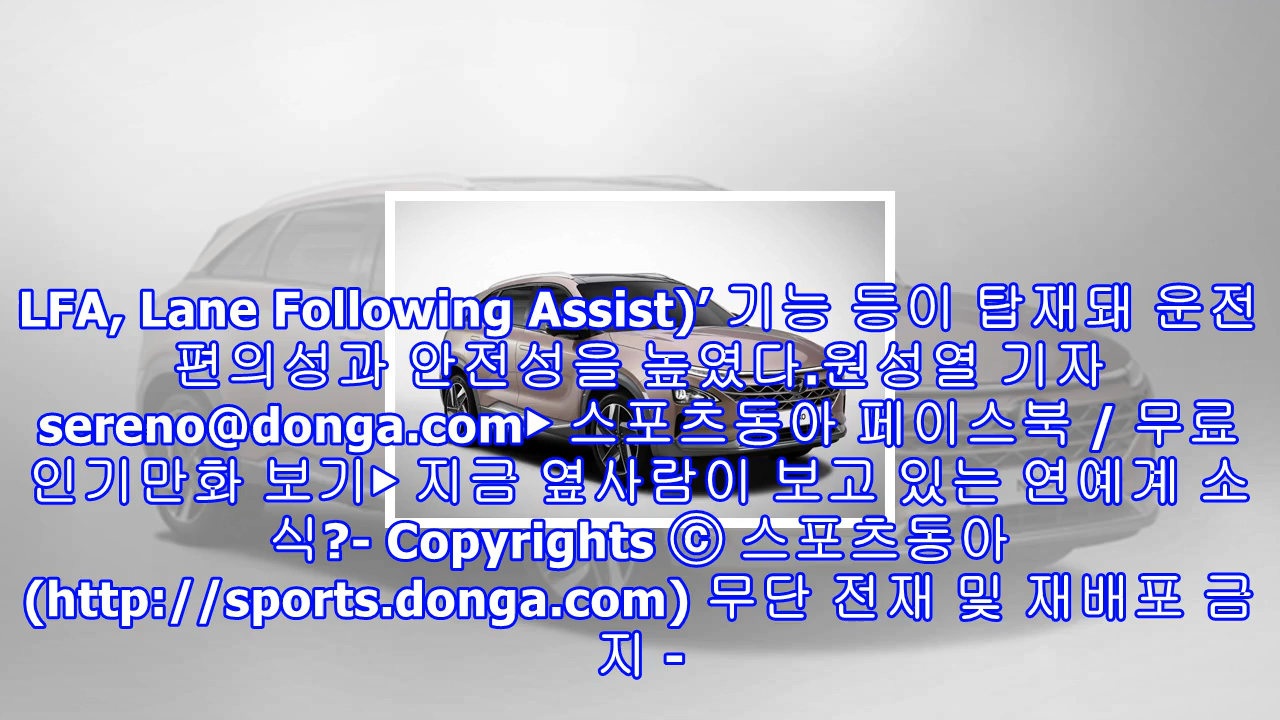 LFA, Lane Following Assist)’ 기능 등이 탑재돼 운전
편의성과 안전성을 높였다.원성열 기자
sereno@donga.com▶ 스포츠동아 페이스북 / 무료
인기만화 보기▶ 지금 옆사람이 보고 있는 연예계 소
식?- Copyrights ⓒ 스포츠동아
(http://sports.donga.com) 무단 전재 및 재배포 금
지 -